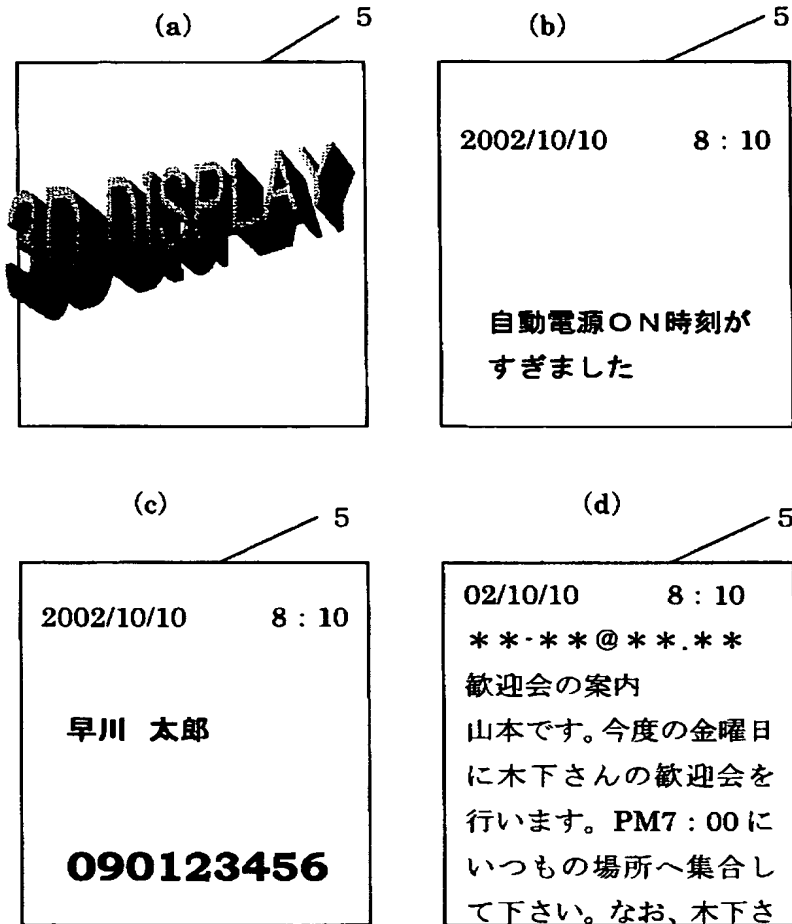 (a)
5
3D DISPLAY
(b)
5
2002/10/10 8：10
自動電源ＯＮ時刻が
すぎました
(c)
5
2002/10/10 8：10
早川 太郎
090123456
(d)
5
02/10/10 8：10
＊＊-＊＊@＊＊.＊＊
歓迎会の案内
山本です。今度の金曜日
に木下さんの歓迎会を
行います。PM7：00に
いつもの場所へ集合し
て下さい。なお、木下さ